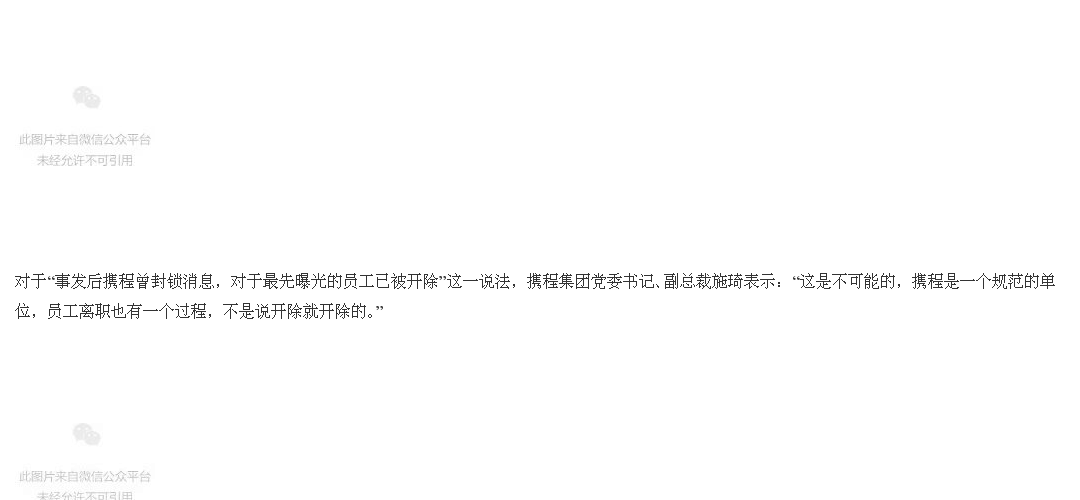 此图片来自微信公众平台
未经允许不可引用
对于“事发后携程曾封锁消息，对于最先曝光的员工已被开除”这一说法，携程集团党委书记、副总裁施琦表示：“这是不可能的，携程是一个规范的单
位，员工离职也有一个过程，不是说开除就开除的。”
此图片来自微信公众平台
未经允许不可引用